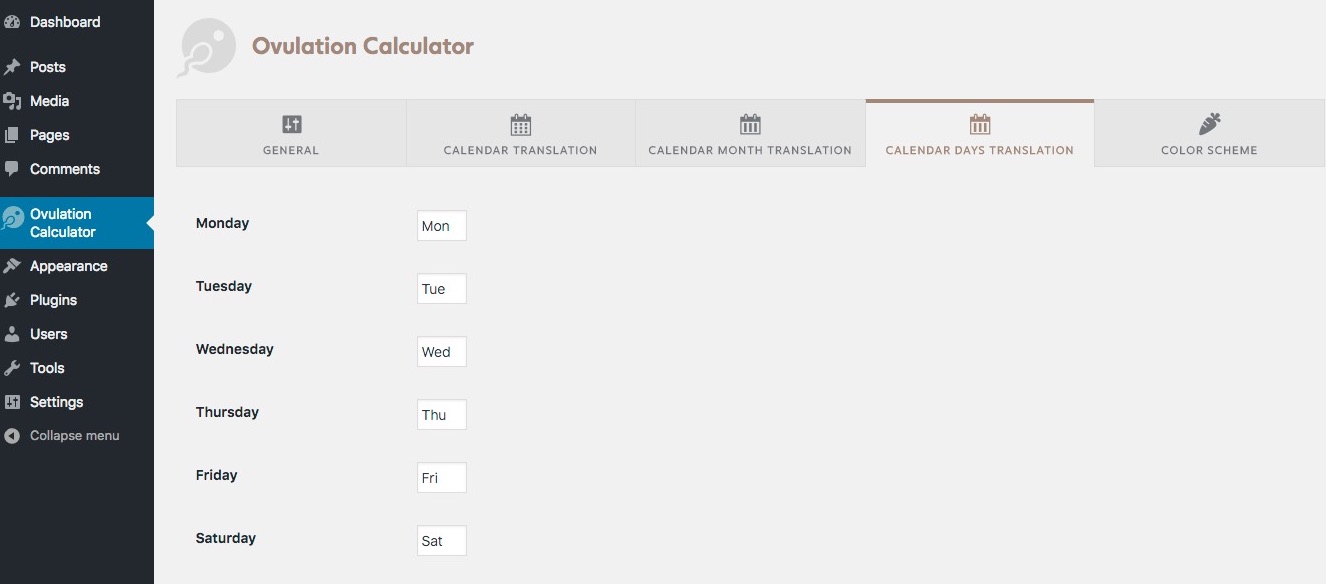 Dashboard
Posts
Media
Pages
Comments
Ovulation
Calculator
Appearance
Plugins
Users
Tools
Settings
Collapse menu
Ovulation Calculator
GENERAL
CALENDAR TRANSLATION
CALENDAR MONTH TRANSLATION
CALENDAR DAYS TRANSLATION
COLOR SCHEME
Monday Mon
Tuesday Tue
Wednesday Wed
Thursday Thu
Friday Fri
Saturday Sat